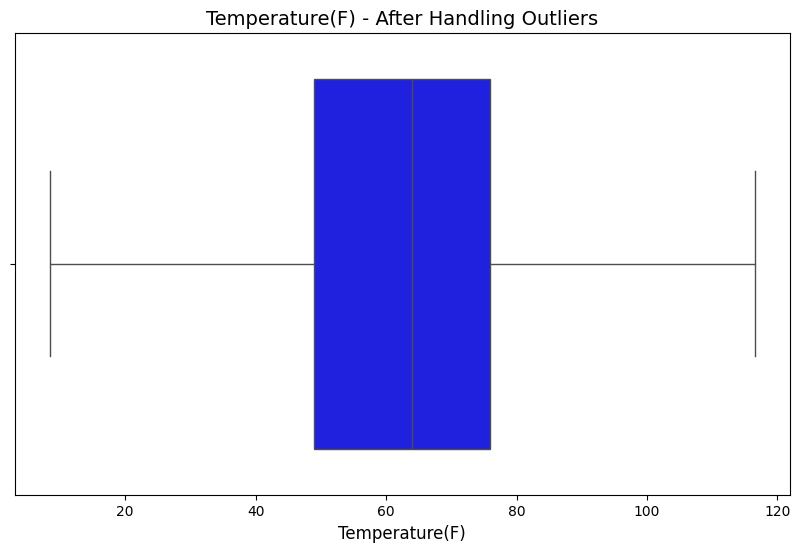 Temperature(F) - After Handling Outliers
20 40 60 80 100 120
Temperature(F)